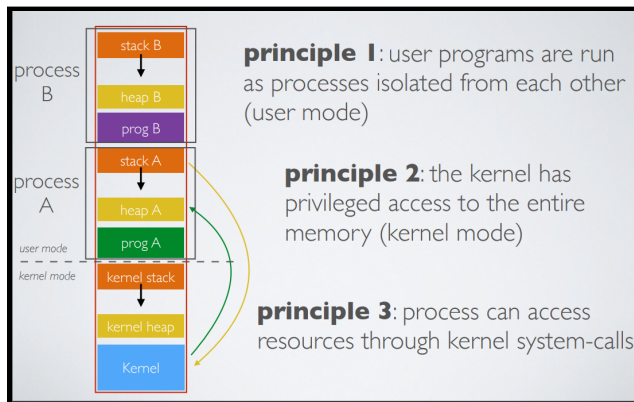 process
B
stack B
heap B
prog B
principle 1: user programs are run
as processes isolated from each other
(user mode)
process
A
stack A
heap A
prog A
principle 2: the kernel has
privileged access to the entire
memory (kernel mode)
user mode
kernel mode
kernel stack
kernel heap
Kernel
principle 3: process can access
resources through kernel system-calls